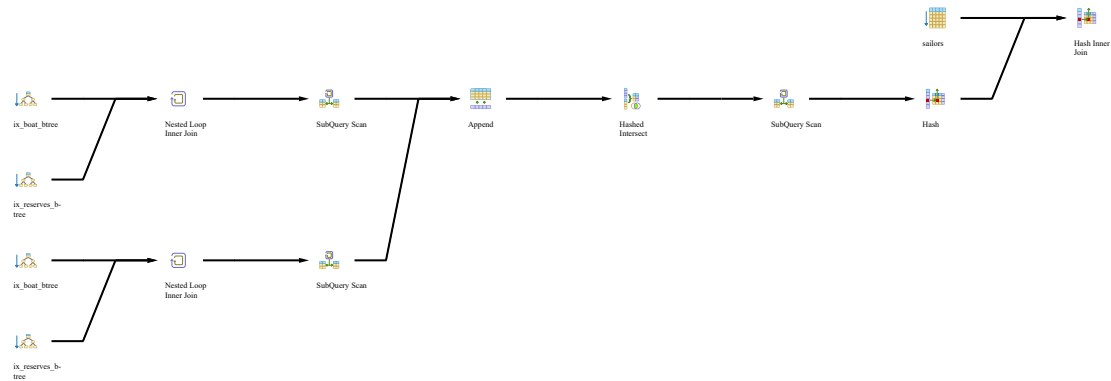 sailors
Hash Inner
Join
ix_boat_btree
Nested Loop
Inner Join
SubQuery Scan
Append
Hashed
Intersect
SubQuery Scan
Hash
ix_reserves_b-
tree
ix_boat_btree
Nested Loop
Inner Join
SubQuery Scan
ix_reserves_b-
tree